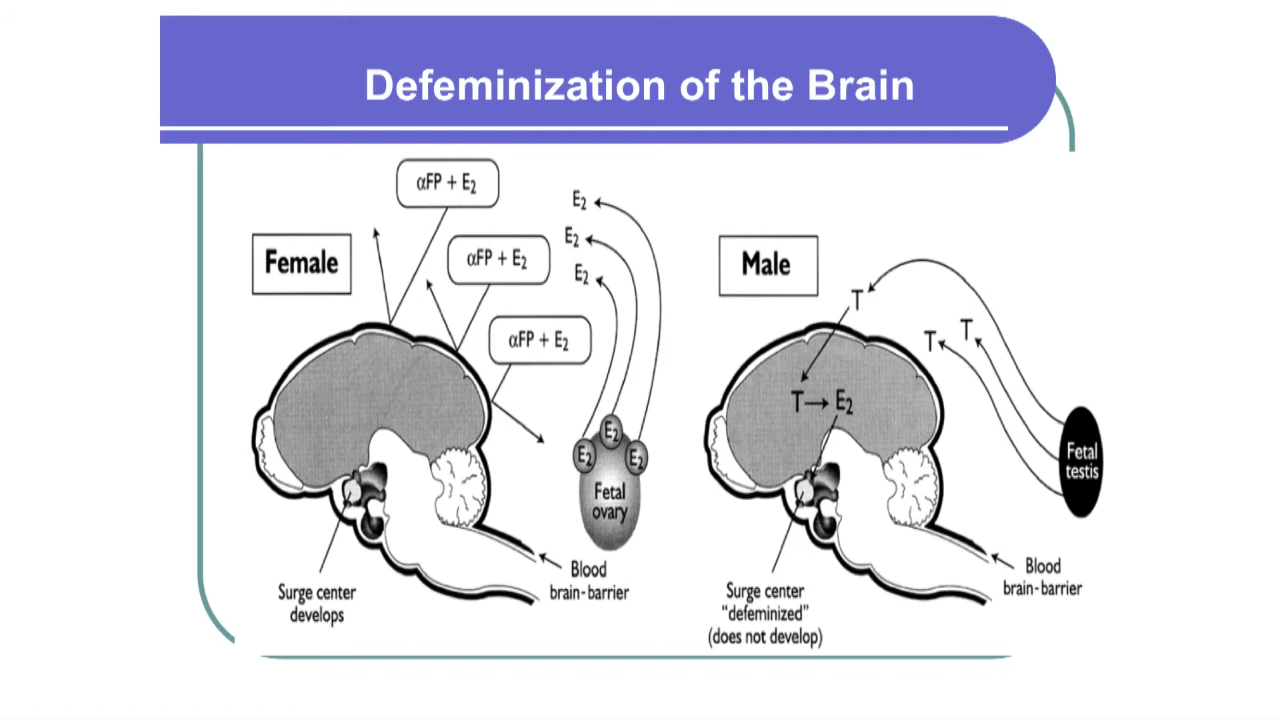 Defeminization of the Brain
αFP + E₂
αFP + E₂
αFP + E₂
E₂
E₂
E₂
Female
E₂
E₂
E₂
Fetal
ovary
Surge center
develops
Blood
brain-barrier
Male
T
T
T
T→E₂
Fetal
testis
Surge center
"defeminized"
(does not develop)
Blood
brain-barrier